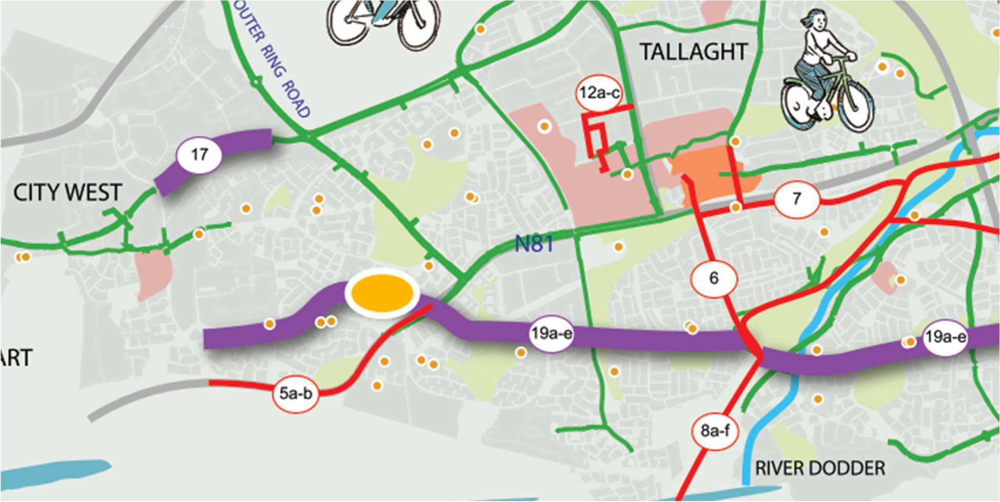 OUTER RING ROAD
TALLAGHT
12a-c
17
CITY WEST
7
N81
6
19a-e
19a-e
ART
5a-b
8a-f
RIVER DODDER